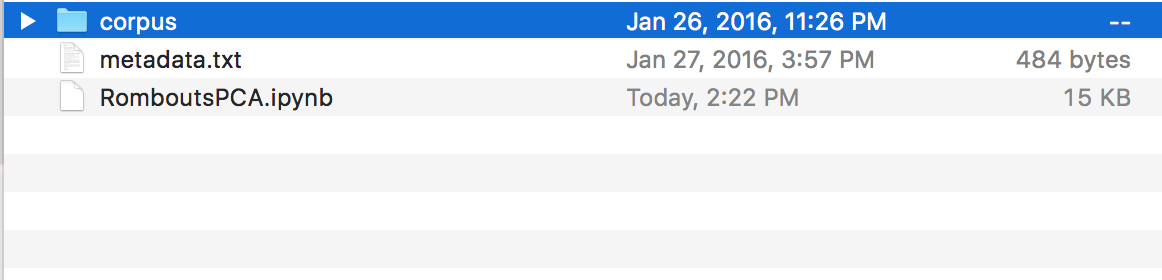 corpus Jan 26, 2016, 11:26 PM --
metadata.txt Jan 27, 2016, 3:57 PM 484 bytes
RomboutsPCA.ipynb Today, 2:22 PM 15 KB